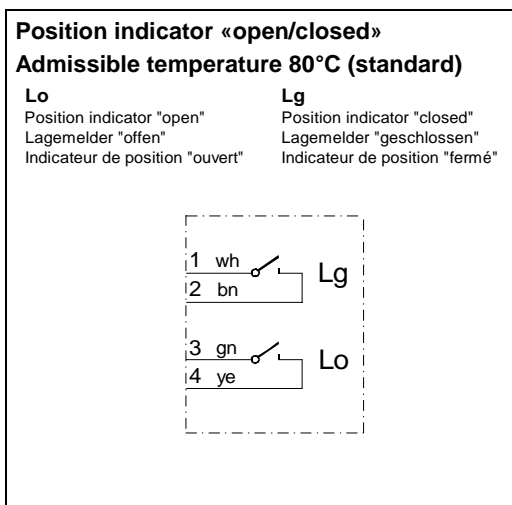 Position indicator «open/closed»
Admissible temperature 80°C (standard)
Lo
Position indicator "open"
Lagemelder "offen"
Indicateur de position "ouvert"
Lg
Position indicator "closed"
Lagemelder "geschlossen"
Indicateur de position "fermé"
1 wh
2 bn
Lg
3 gn
4 ye
Lo